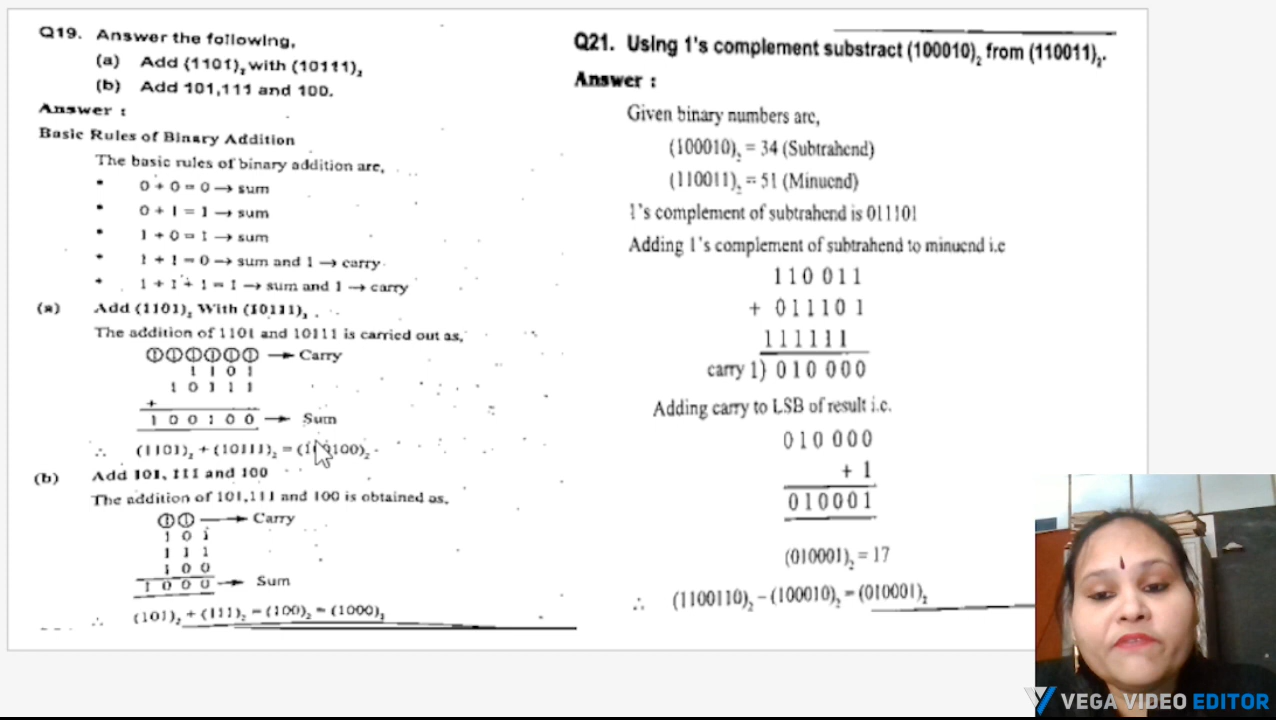 Q19. Answer the following,
(a) Add (1101)₂ with (10111)₂
(b) Add 101,111 and 100.
Answer :
Basic Rules of Binary Addition
The basic rules of binary addition are,
* 0 + 0 = 0 → sum
* 0 + 1 = 1 → sum
* 1 + 0 = 1 → sum
* 1 + 1 = 0 → sum and 1 → carry
* 1 + 1 + 1 = 1 → sum and 1 → carry
(a) Add (1101)₂ With (10111)₂ .
The addition of 1101 and 10111 is carried out as,
①①①①①① → Carry
1 1 0 1
1 0 1 1 1
+
1 0 0 1 0 0 → Sum
∴ (1101)₂ + (10111)₂ = (100100)₂
(b) Add 101, 111 and 100
The addition of 101,111 and 100 is obtained as,
①① → Carry
1 0 1
1 1 1
1 0 0
1 0 0 0 → Sum
∴ (101)₂ + (111)₂ = (100)₂ = (1000)₂
Q21. Using 1's complement substract (100010)₂ from (110011)₂.
Answer :
Given binary numbers are,
(100010)₂ = 34 (Subtrahend)
(110011)₂ = 51 (Minuend)
1's complement of subtrahend is 011101
Adding 1's complement of subtrahend to minuend i.e
110 011
+ 01110 1
111111
carry 1) 010 000
Adding carry to LSB of result i.e.
010 000
+ 1
010001
(010001)₂ = 17
∴ (1100110)₂ – (100010)₂ = (010001)₂
VEGA VIDEO EDITOR